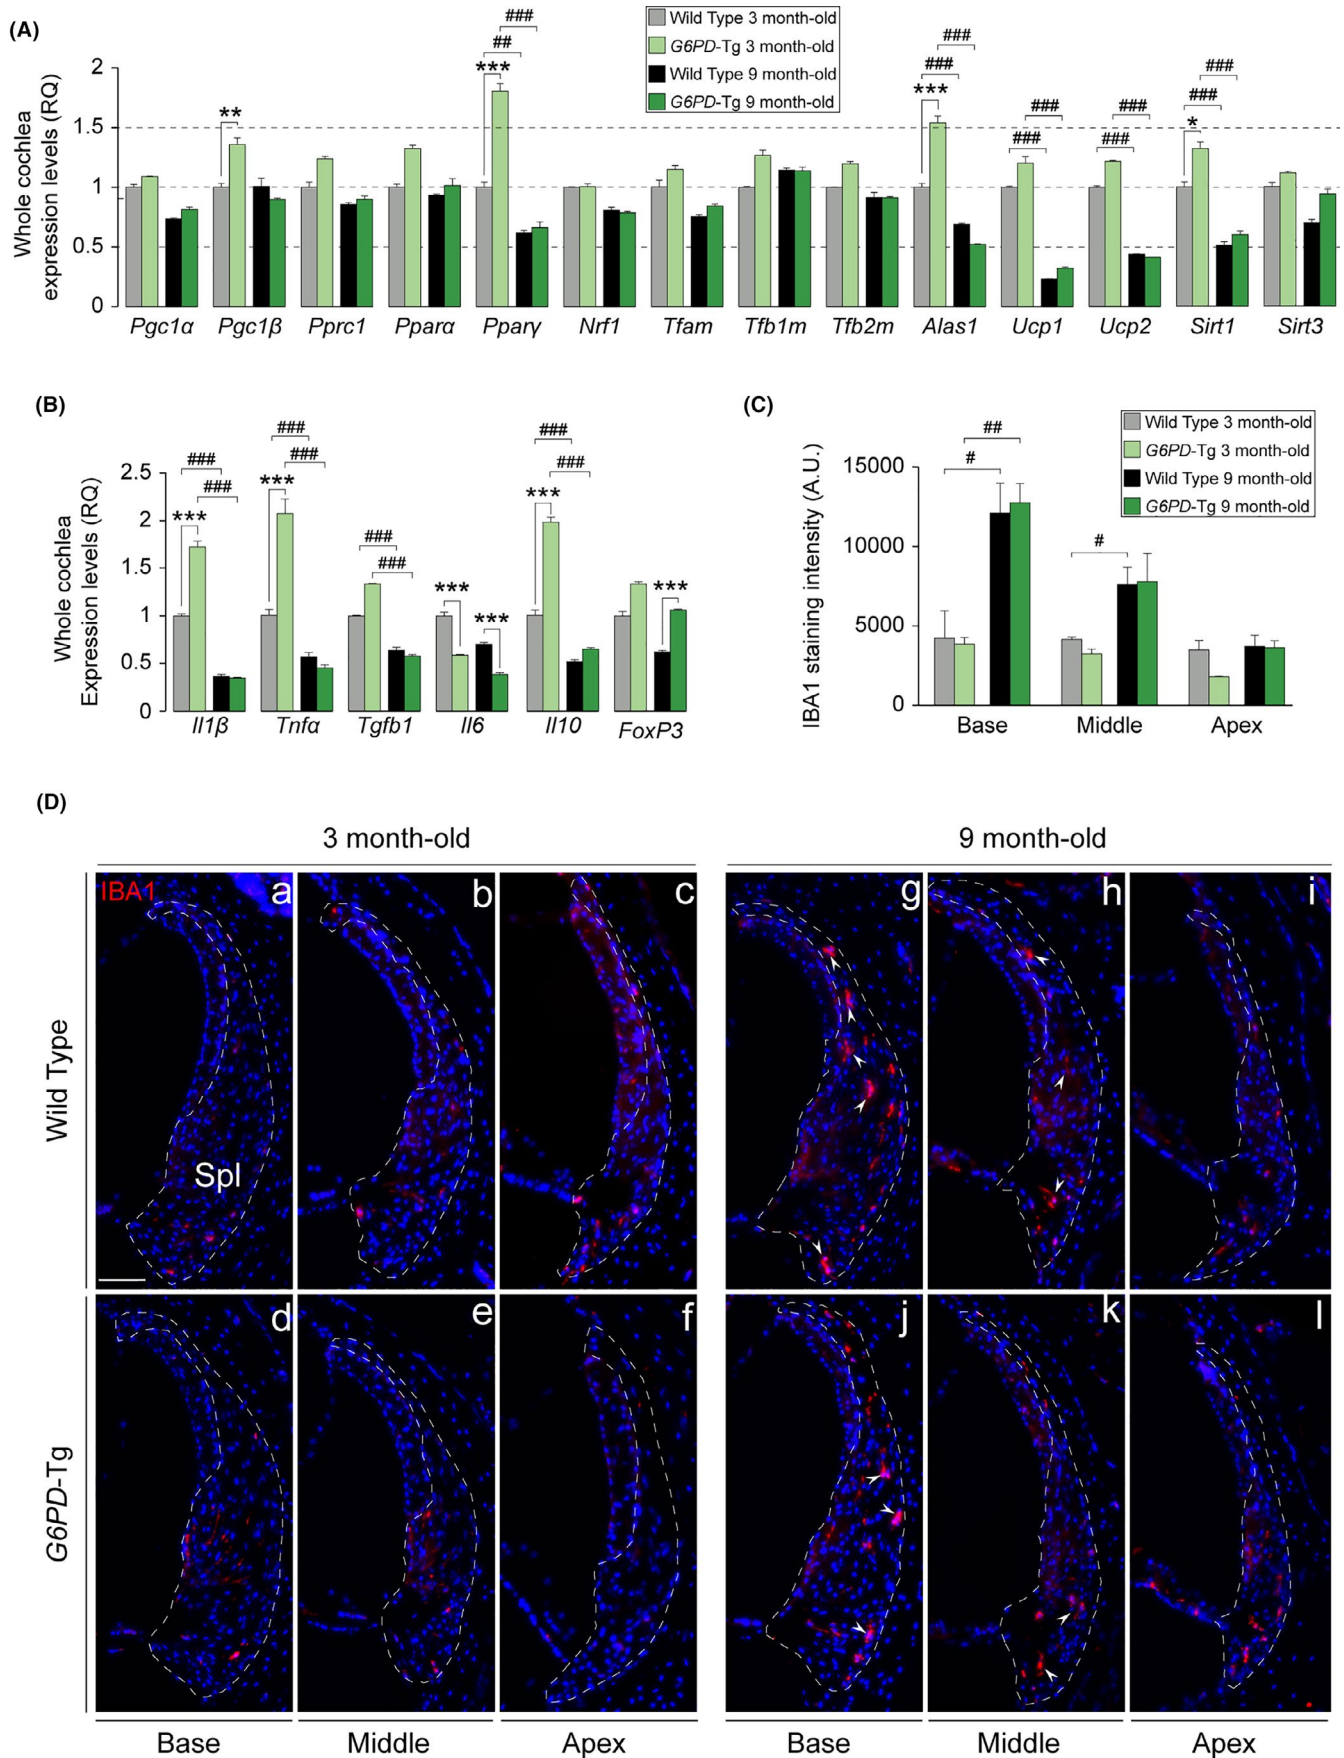 (A)
Wild Type 3 month-old
G6PD-Tg 3 month-old
Wild Type 9 month-old
G6PD-Tg 9 month-old
Whole cochlea
expression levels (RQ)
2
1.5
1
0.5
0
**
***
##
###
***
###
###
###
###
###
###
*
###
###
Pgc1α Pgc1β Pprc1 Pparα Pparγ Nrf1 Tfam Tfb1m Tfb2m Alas1 Ucp1 Ucp2 Sirt1 Sirt3
(B)
Whole cochlea
Expression levels (RQ)
2.5
2
1.5
1
0.5
0
***
###
###
***
###
###
###
###
***
***
***
###
###
***
Il1β Tnfα Tgfb1 Il6 Il10 FoxP3
(C)
Wild Type 3 month-old
G6PD-Tg 3 month-old
Wild Type 9 month-old
G6PD-Tg 9 month-old
IBA1 staining intensity (A.U.)
15000
10000
5000
0
#
##
#
Base Middle Apex
(D)
3 month-old 9 month-old
Wild Type
IBA1
a b c g h i
Spl
G6PD-Tg
d e f j k l
Base Middle Apex Base Middle Apex